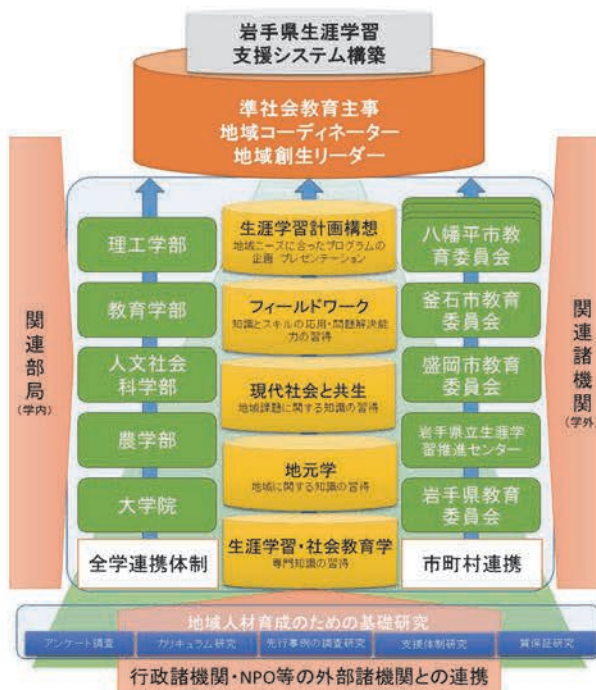 岩手県生涯学習
支援システム構築
準社会教育主事
地域コーディネーター
地域創生リーダー
関連部局
(学内)
理工学部
教育学部
人文社会
科学部
農学部
大学院
全学連携体制
生涯学習計画構想
地域ニーズに合ったプログラムの
企画 プレゼンテーション
フィールドワーク
知識とスキルの応用・問題解決能
力の習得
現代社会と共生
地域課題に関する知識の習得
地元学
地域に関する知識の習得
生涯学習・社会教育学
専門知識の習得
八幡平市教
育委員会
釜石市教育
委員会
盛岡市教育
委員会
岩手県立生涯学
習推進センター
岩手県教育
委員会
市町村連携
関連諸機関
(学外)
地域人材育成のための基礎研究
アンケート調査
カリキュラム研究
先行事例の調査研究
支援体制研究
質保証研究
行政諸機関・NPO等の外部諸機関との連携